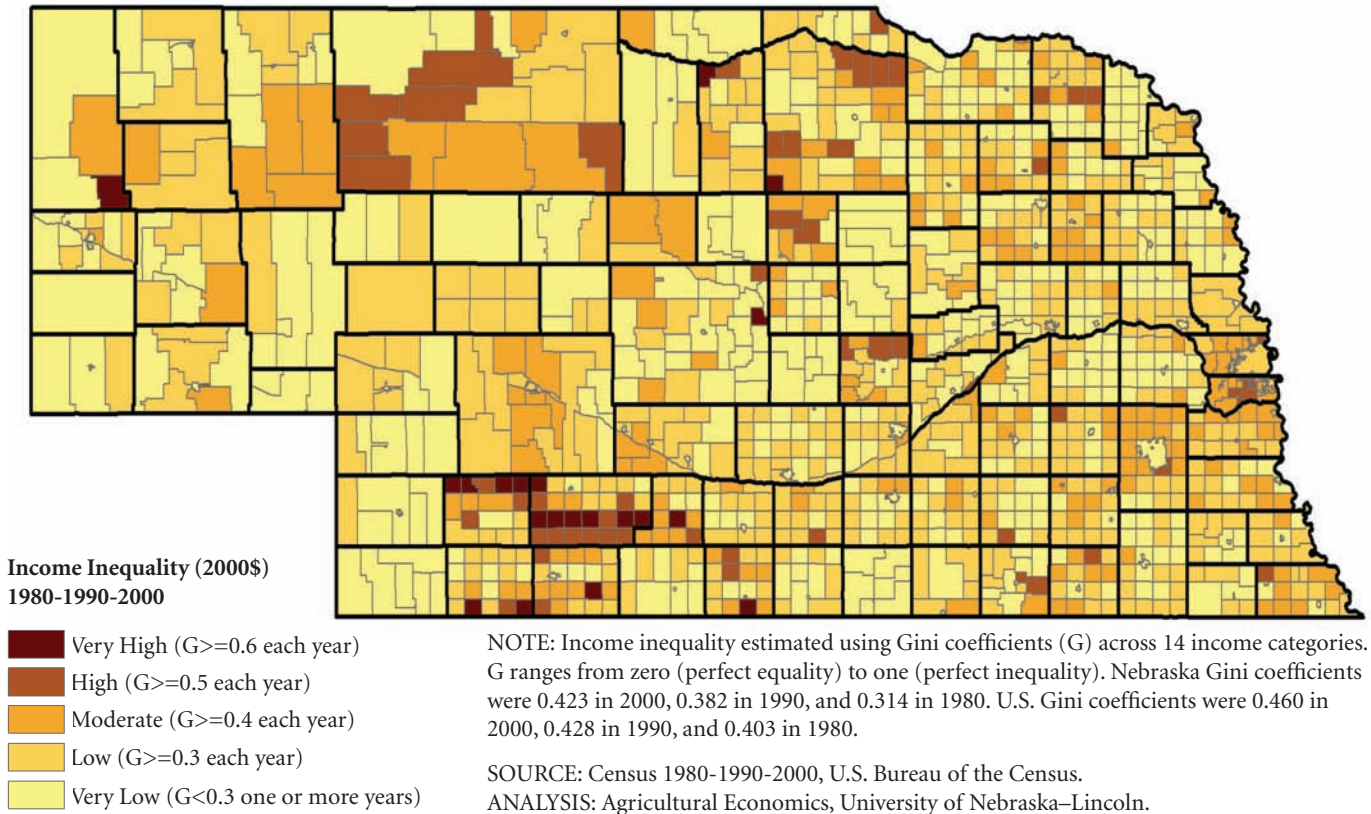 Income Inequality (2000$)
1980-1990-2000
Very High (G>=0.6 each year)
High (G>=0.5 each year)
Moderate (G>=0.4 each year)
Low (G>=0.3 each year)
Very Low (G<0.3 one or more years)
NOTE: Income inequality estimated using Gini coefficients (G) across 14 income categories.
G ranges from zero (perfect equality) to one (perfect inequality). Nebraska Gini coefficients
were 0.423 in 2000, 0.382 in 1990, and 0.314 in 1980. U.S. Gini coefficients were 0.460 in
2000, 0.428 in 1990, and 0.403 in 1980.
SOURCE: Census 1980-1990-2000, U.S. Bureau of the Census.
ANALYSIS: Agricultural Economics, University of Nebraska–Lincoln.